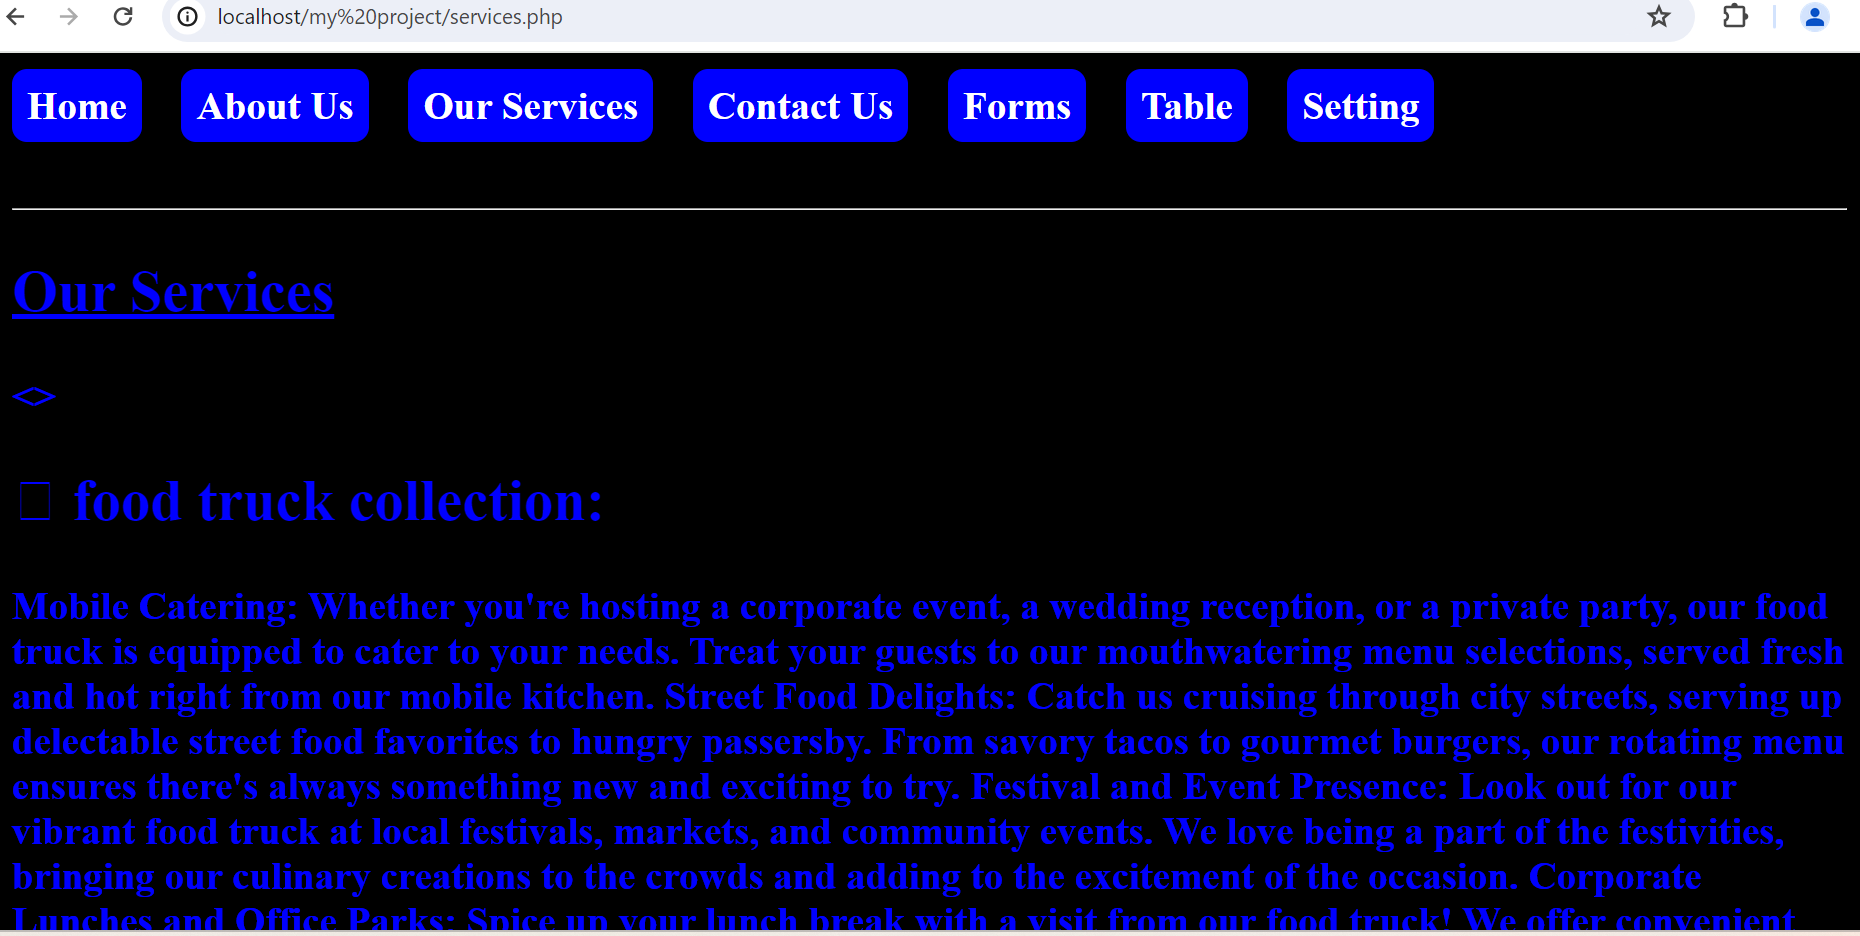 localhost/my%20project/services.php
Home About Us Our Services Contact Us Forms Table Setting
Our Services
<>
food truck collection:
Mobile Catering: Whether you're hosting a corporate event, a wedding reception, or a private party, our food
truck is equipped to cater to your needs. Treat your guests to our mouthwatering menu selections, served fresh
and hot right from our mobile kitchen. Street Food Delights: Catch us cruising through city streets, serving up
delectable street food favorites to hungry passersby. From savory tacos to gourmet burgers, our rotating menu
ensures there's always something new and exciting to try. Festival and Event Presence: Look out for our
vibrant food truck at local festivals, markets, and community events. We love being a part of the festivities,
bringing our culinary creations to the crowds and adding to the excitement of the occasion. Corporate
Lunches and Office Parks: Spice up your lunch break with a visit from our food truck! We offer convenient